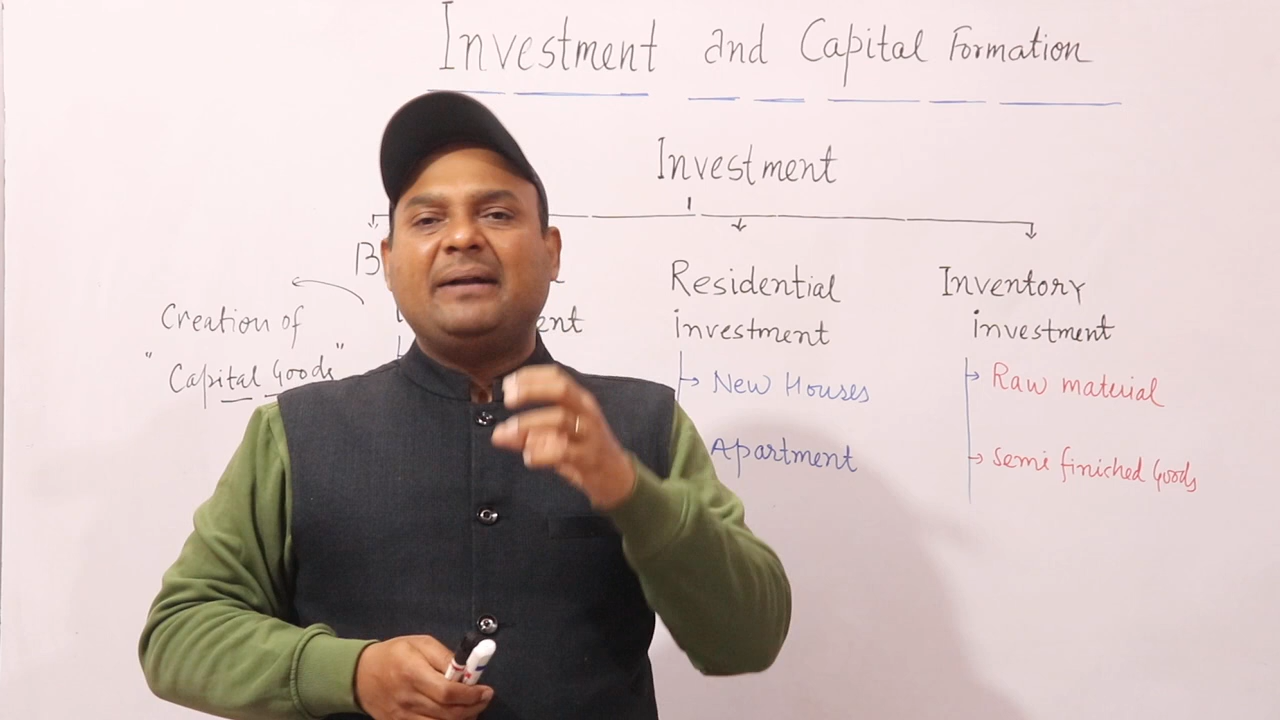 Investment and Capital Formation
Investment
Residential
investment
New Houses
Apartment
Inventory
investment
Raw material
Semi finished Goods
Creation of
"Capital Goods"